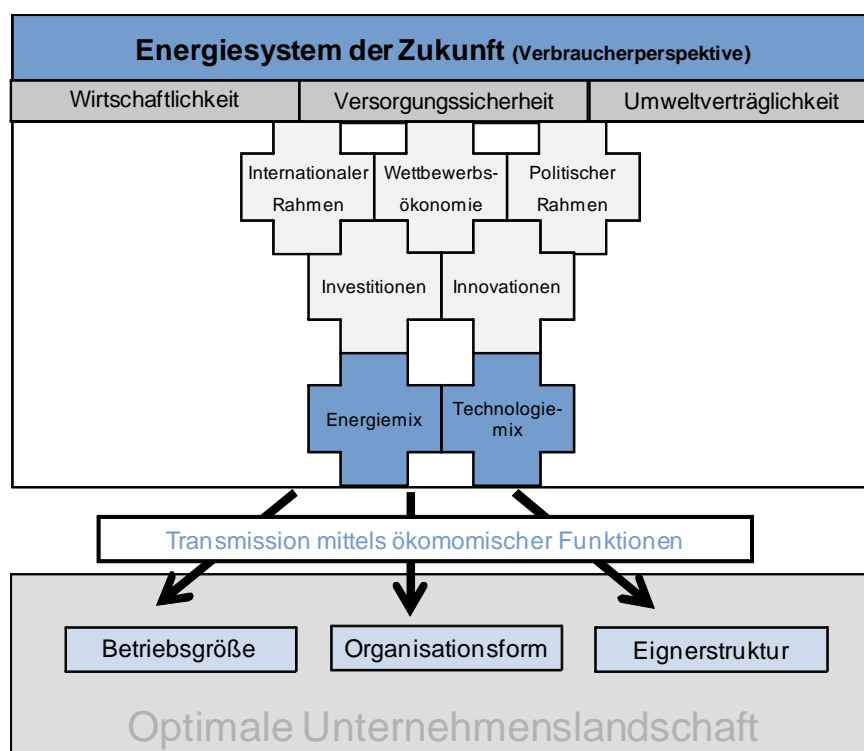 Energiesystem der Zukunft (Verbraucherperspektive)
Wirtschaftlichkeit
Versorgungssicherheit
Umweltverträglichkeit
Internationaler
Rahmen
Wettbewerbs-
ökonomie
Politischer
Rahmen
Investitionen
Innovationen
Energiemix
Technologie-
mix
Transmission mittels ökomomischer Funktionen
Betriebsgröße
Organisationsform
Eignerstruktur
Optimale Unternehmenslandschaft